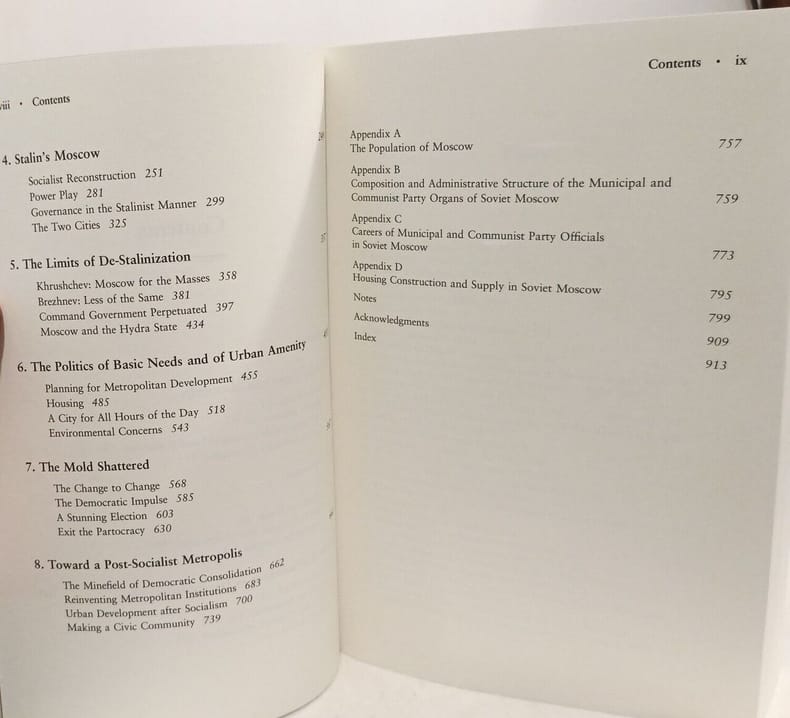 viii • Contents
4. Stalin's Moscow
Socialist Reconstruction 251
Power Play 281
Governance in the Stalinist Manner 299
The Two Cities 325
5. The Limits of De-Stalinization
Khrushchev: Moscow for the Masses 358
Brezhnev: Less of the Same 381
Command Government Perpetuated 397
Moscow and the Hydra State 434
6. The Politics of Basic Needs and of Urban Amenity
Planning for Metropolitan Development 455
Housing 485
A City for All Hours of the Day 518
Environmental Concerns 543
7. The Mold Shattered
The Change to Change 568
The Democratic Impulse 585
A Stunning Election 603
Exit the Partocracy 630
8. Toward a Post-Socialist Metropolis
The Minefield of Democratic Consolidation 662
Reinventing Metropolitan Institutions 683
Urban Development after Socialism 700
Making a Civic Community 739
Contents • ix
Appendix A
The Population of Moscow 757
Appendix B
Composition and Administrative Structure of the Municipal and
Communist Party Organs of Soviet Moscow 759
Appendix C
Careers of Municipal and Communist Party Officials
in Soviet Moscow 773
Appendix D
Housing Construction and Supply in Soviet Moscow 795
Notes 799
Acknowledgments 909
Index 913